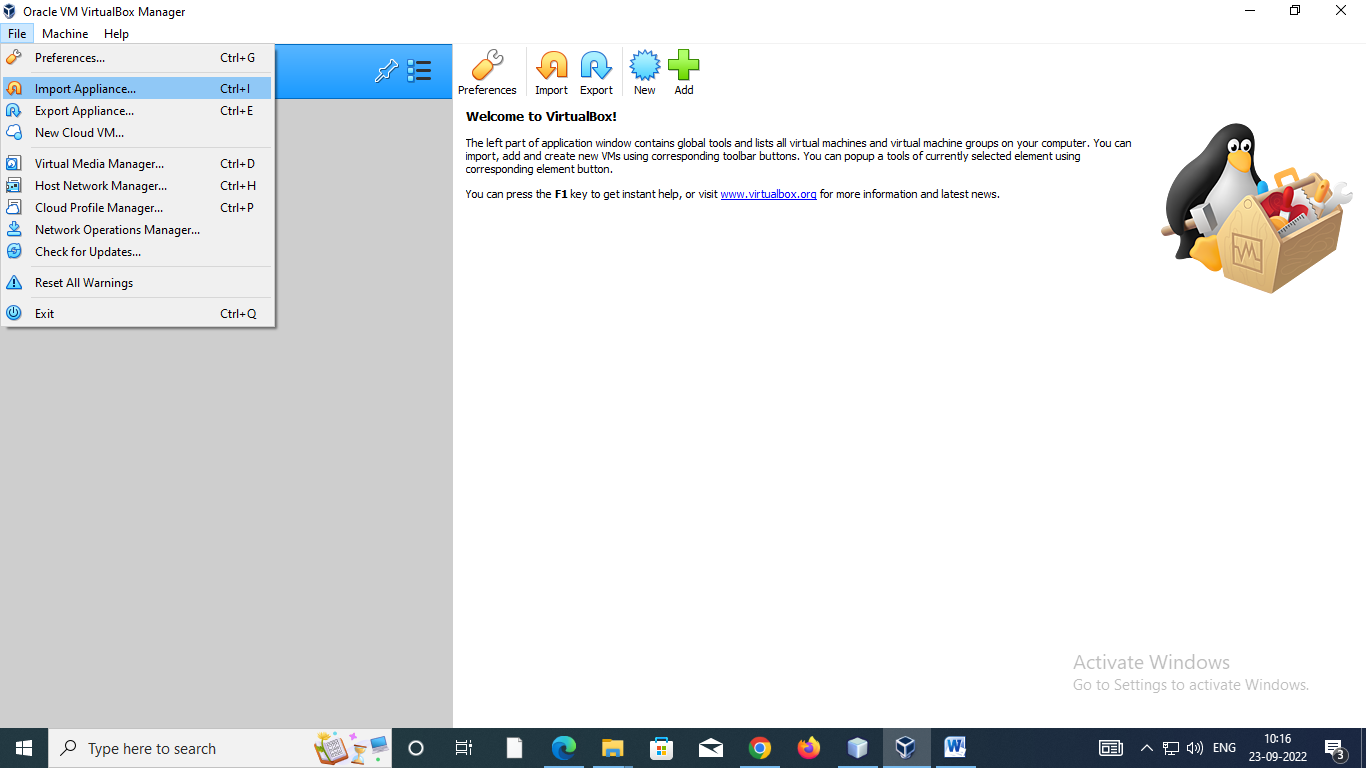 Oracle VM VirtualBox Manager
File Machine Help
Preferences... Ctrl+G
Import Appliance... Ctrl+I
Export Appliance... Ctrl+E
New Cloud VM...
Virtual Media Manager... Ctrl+D
Host Network Manager... Ctrl+H
Cloud Profile Manager... Ctrl+P
Network Operations Manager...
Check for Updates...
Reset All Warnings
Exit Ctrl+Q
Preferences Import Export New Add
Welcome to VirtualBox!
The left part of application window contains global tools and lists all virtual machines and virtual machine groups on your computer. You can
import, add and create new VMs using corresponding toolbar buttons. You can popup a tools of currently selected element using
corresponding element button.
You can press the F1 key to get instant help, or visit www.virtualbox.org for more information and latest news.
Activate Windows
Go to Settings to activate Windows.
Type here to search
ENG
10:16
23-09-2022
3